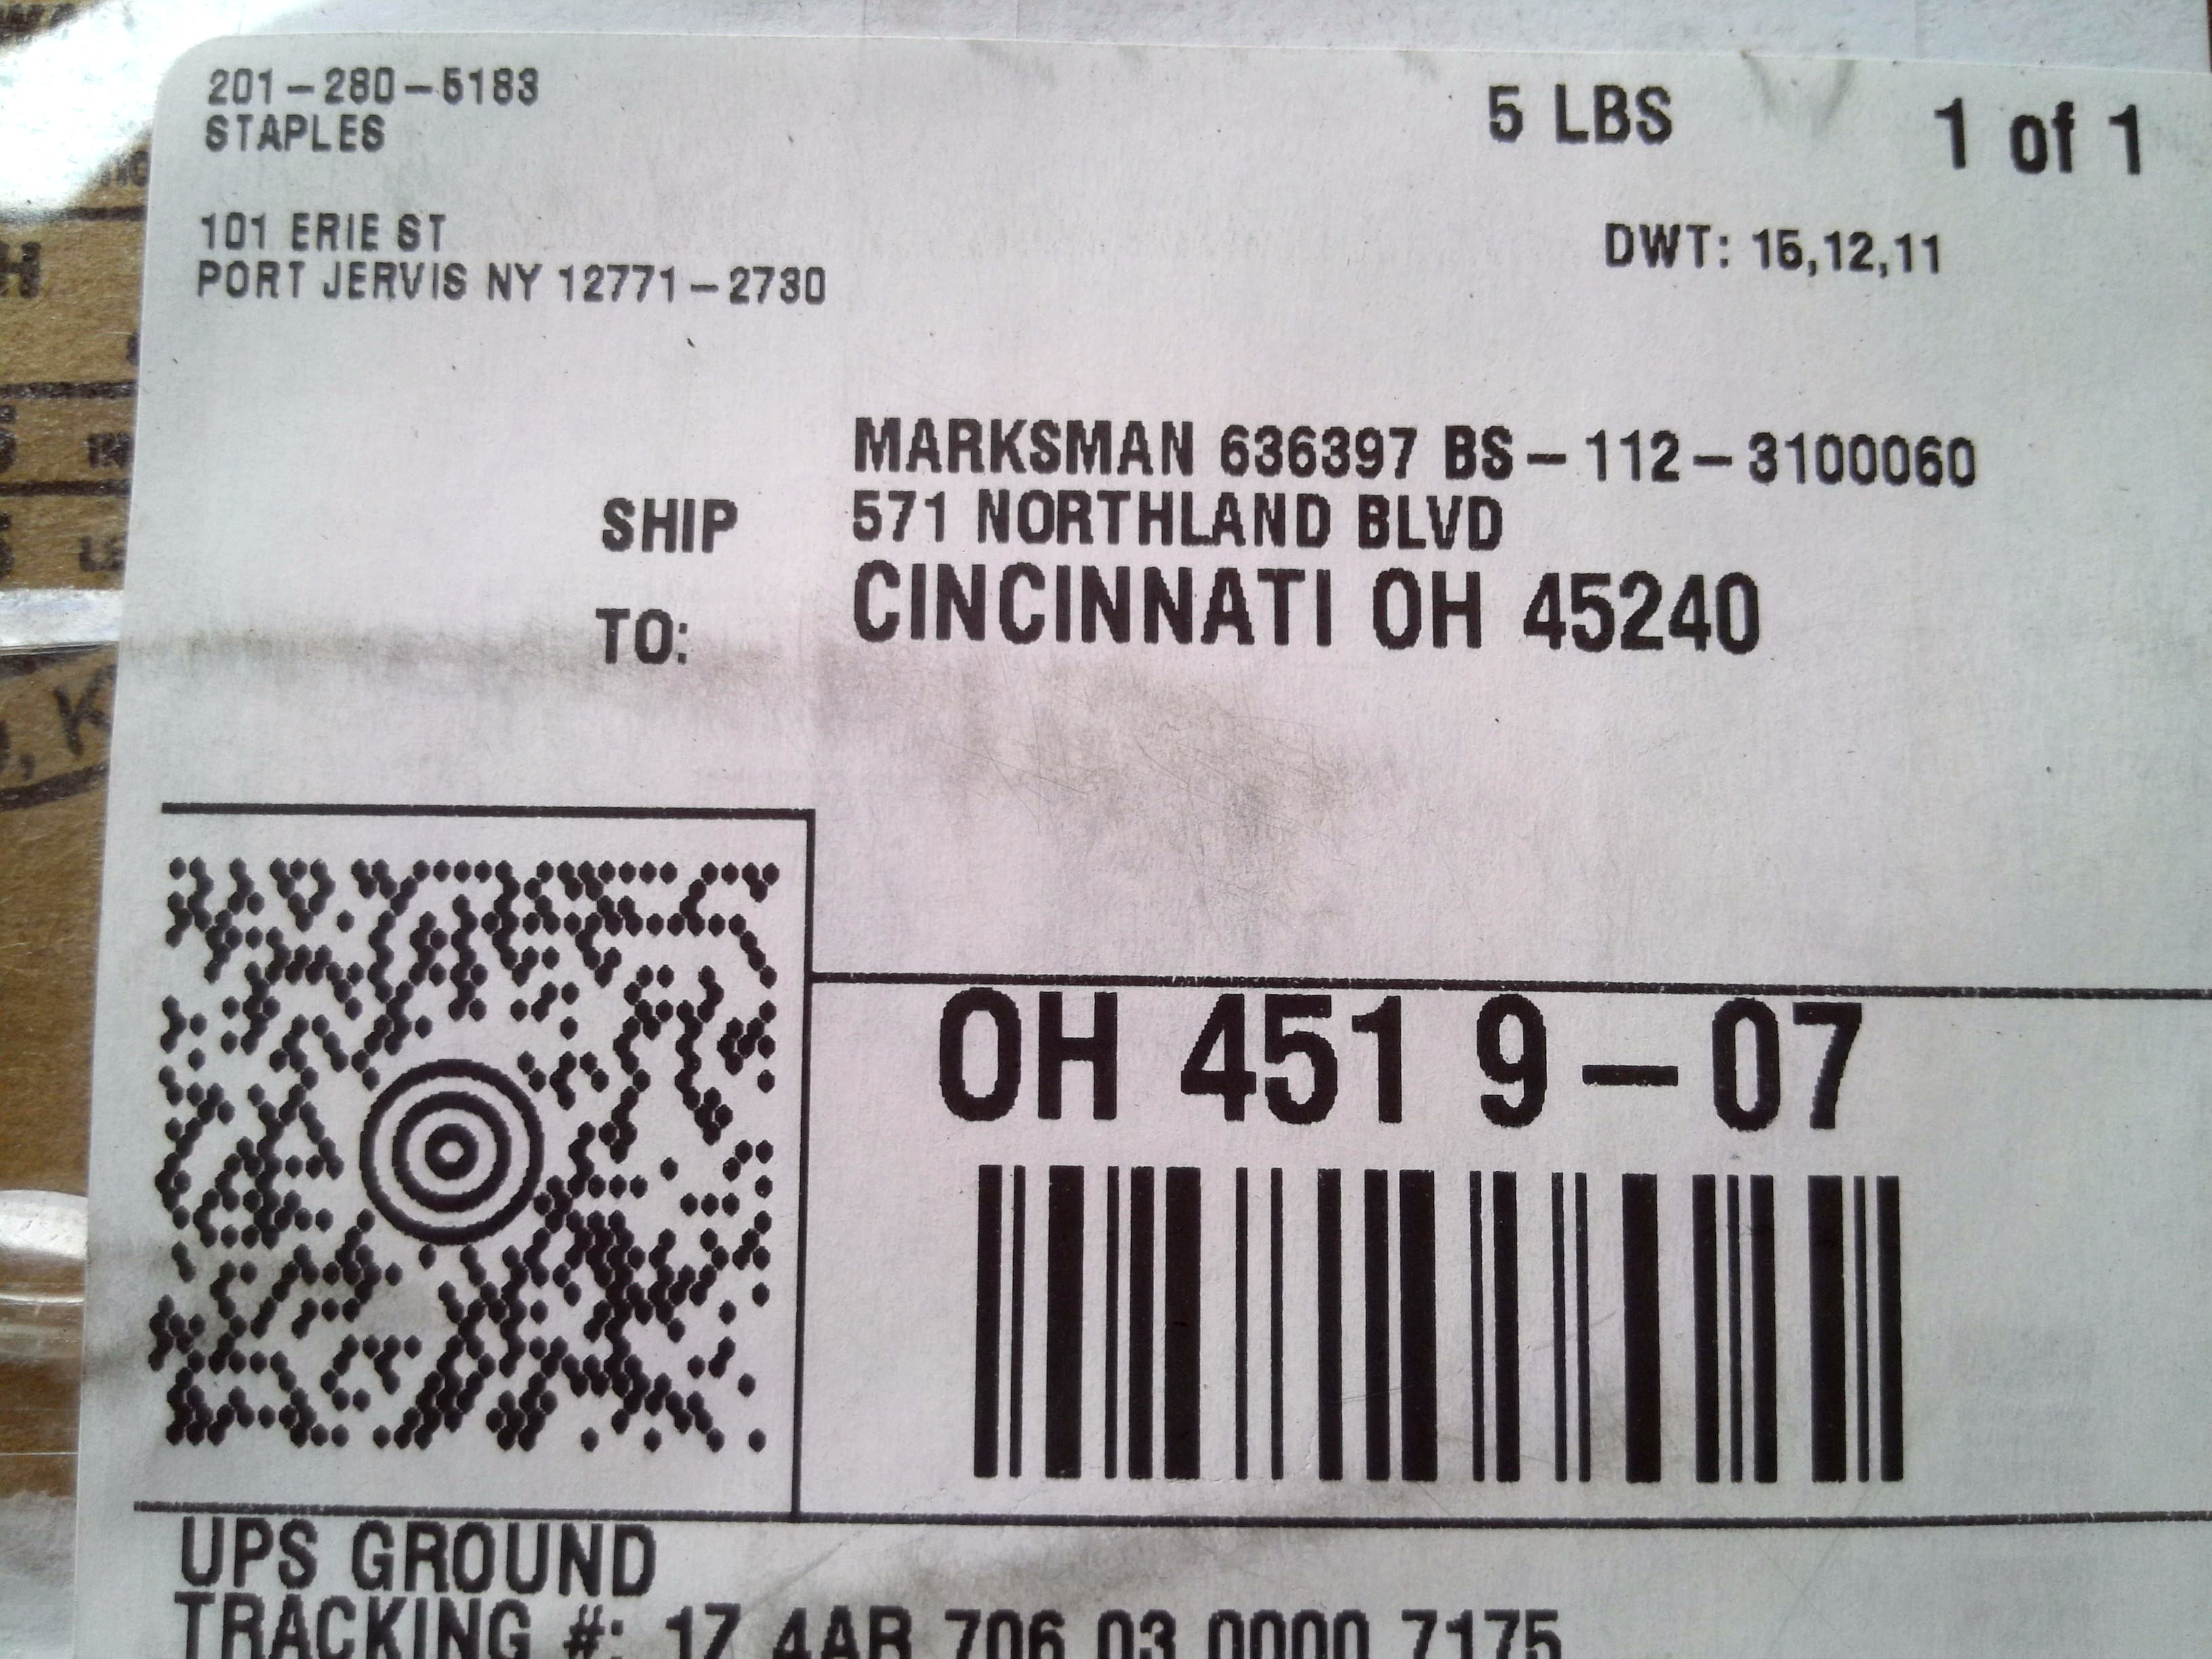 201-280-5183
STAPLES
101 ERIE ST
PORT JERVIS NY 12771-2730
5 LBS
1 of 1
DWT: 15,12,11
SHIP TO:
MARKSMAN 636397 BS-112-3100060
571 NORTHLAND BLVD
CINCINNATI OH 45240
OH 451 9-07
UPS GROUND
TRACKING #: 1Z 4AR 706 03 0000 7175